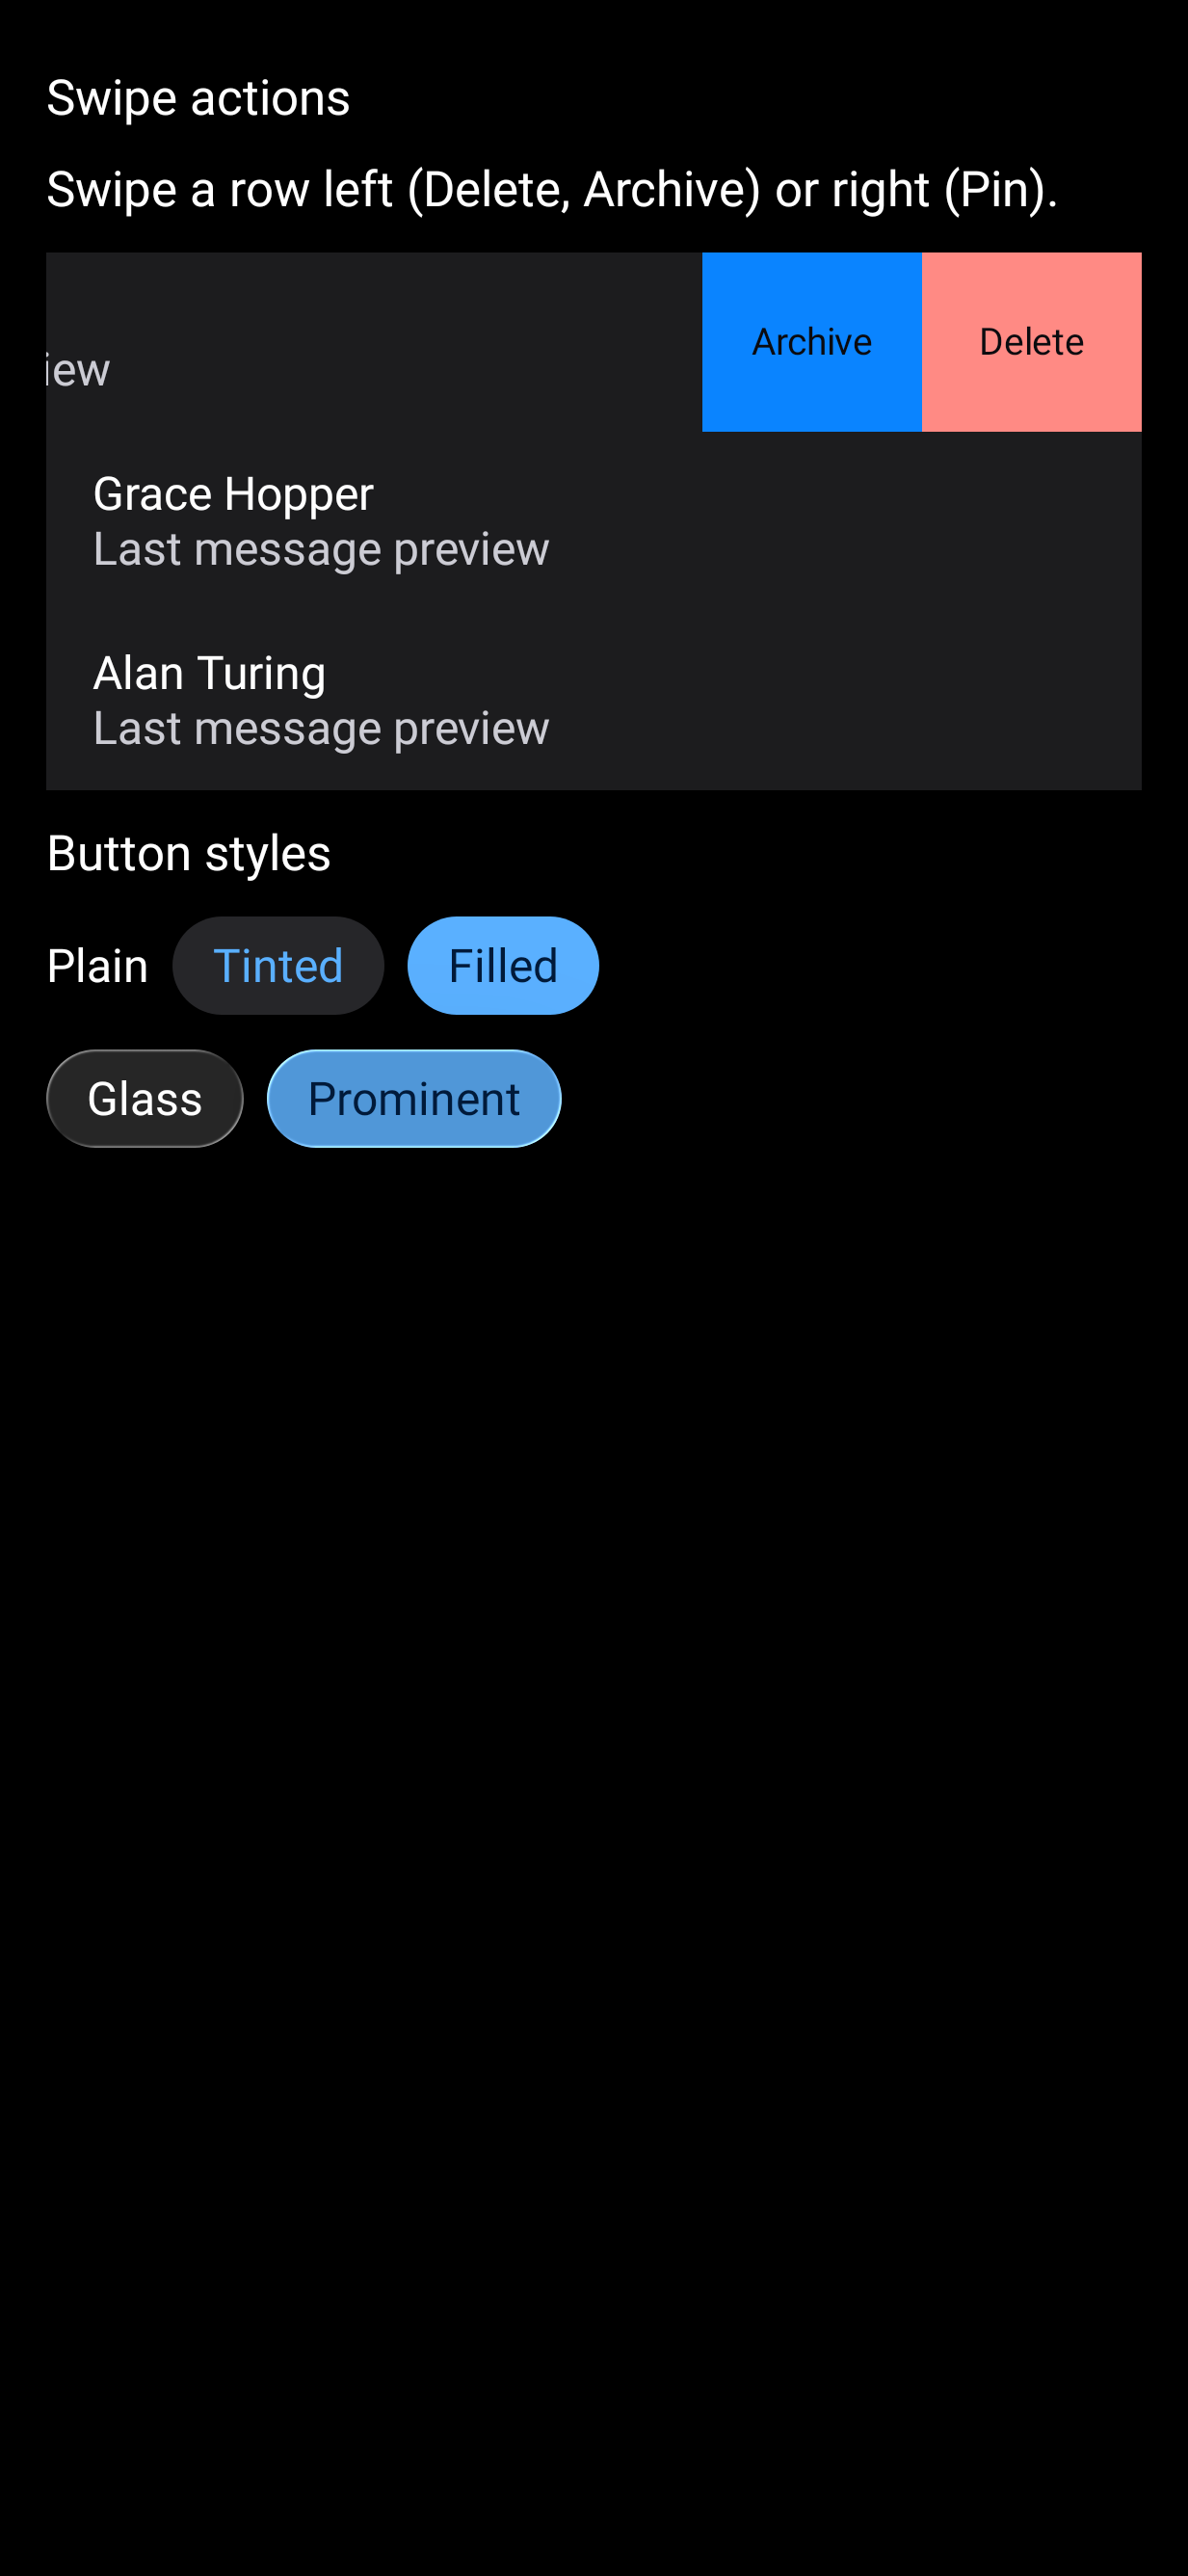 Swipe actions
Swipe a row left (Delete, Archive) or right (Pin).
Archive Delete
iew
Grace Hopper
Last message preview
Alan Turing
Last message preview
Button styles
Plain Tinted Filled
Glass Prominent